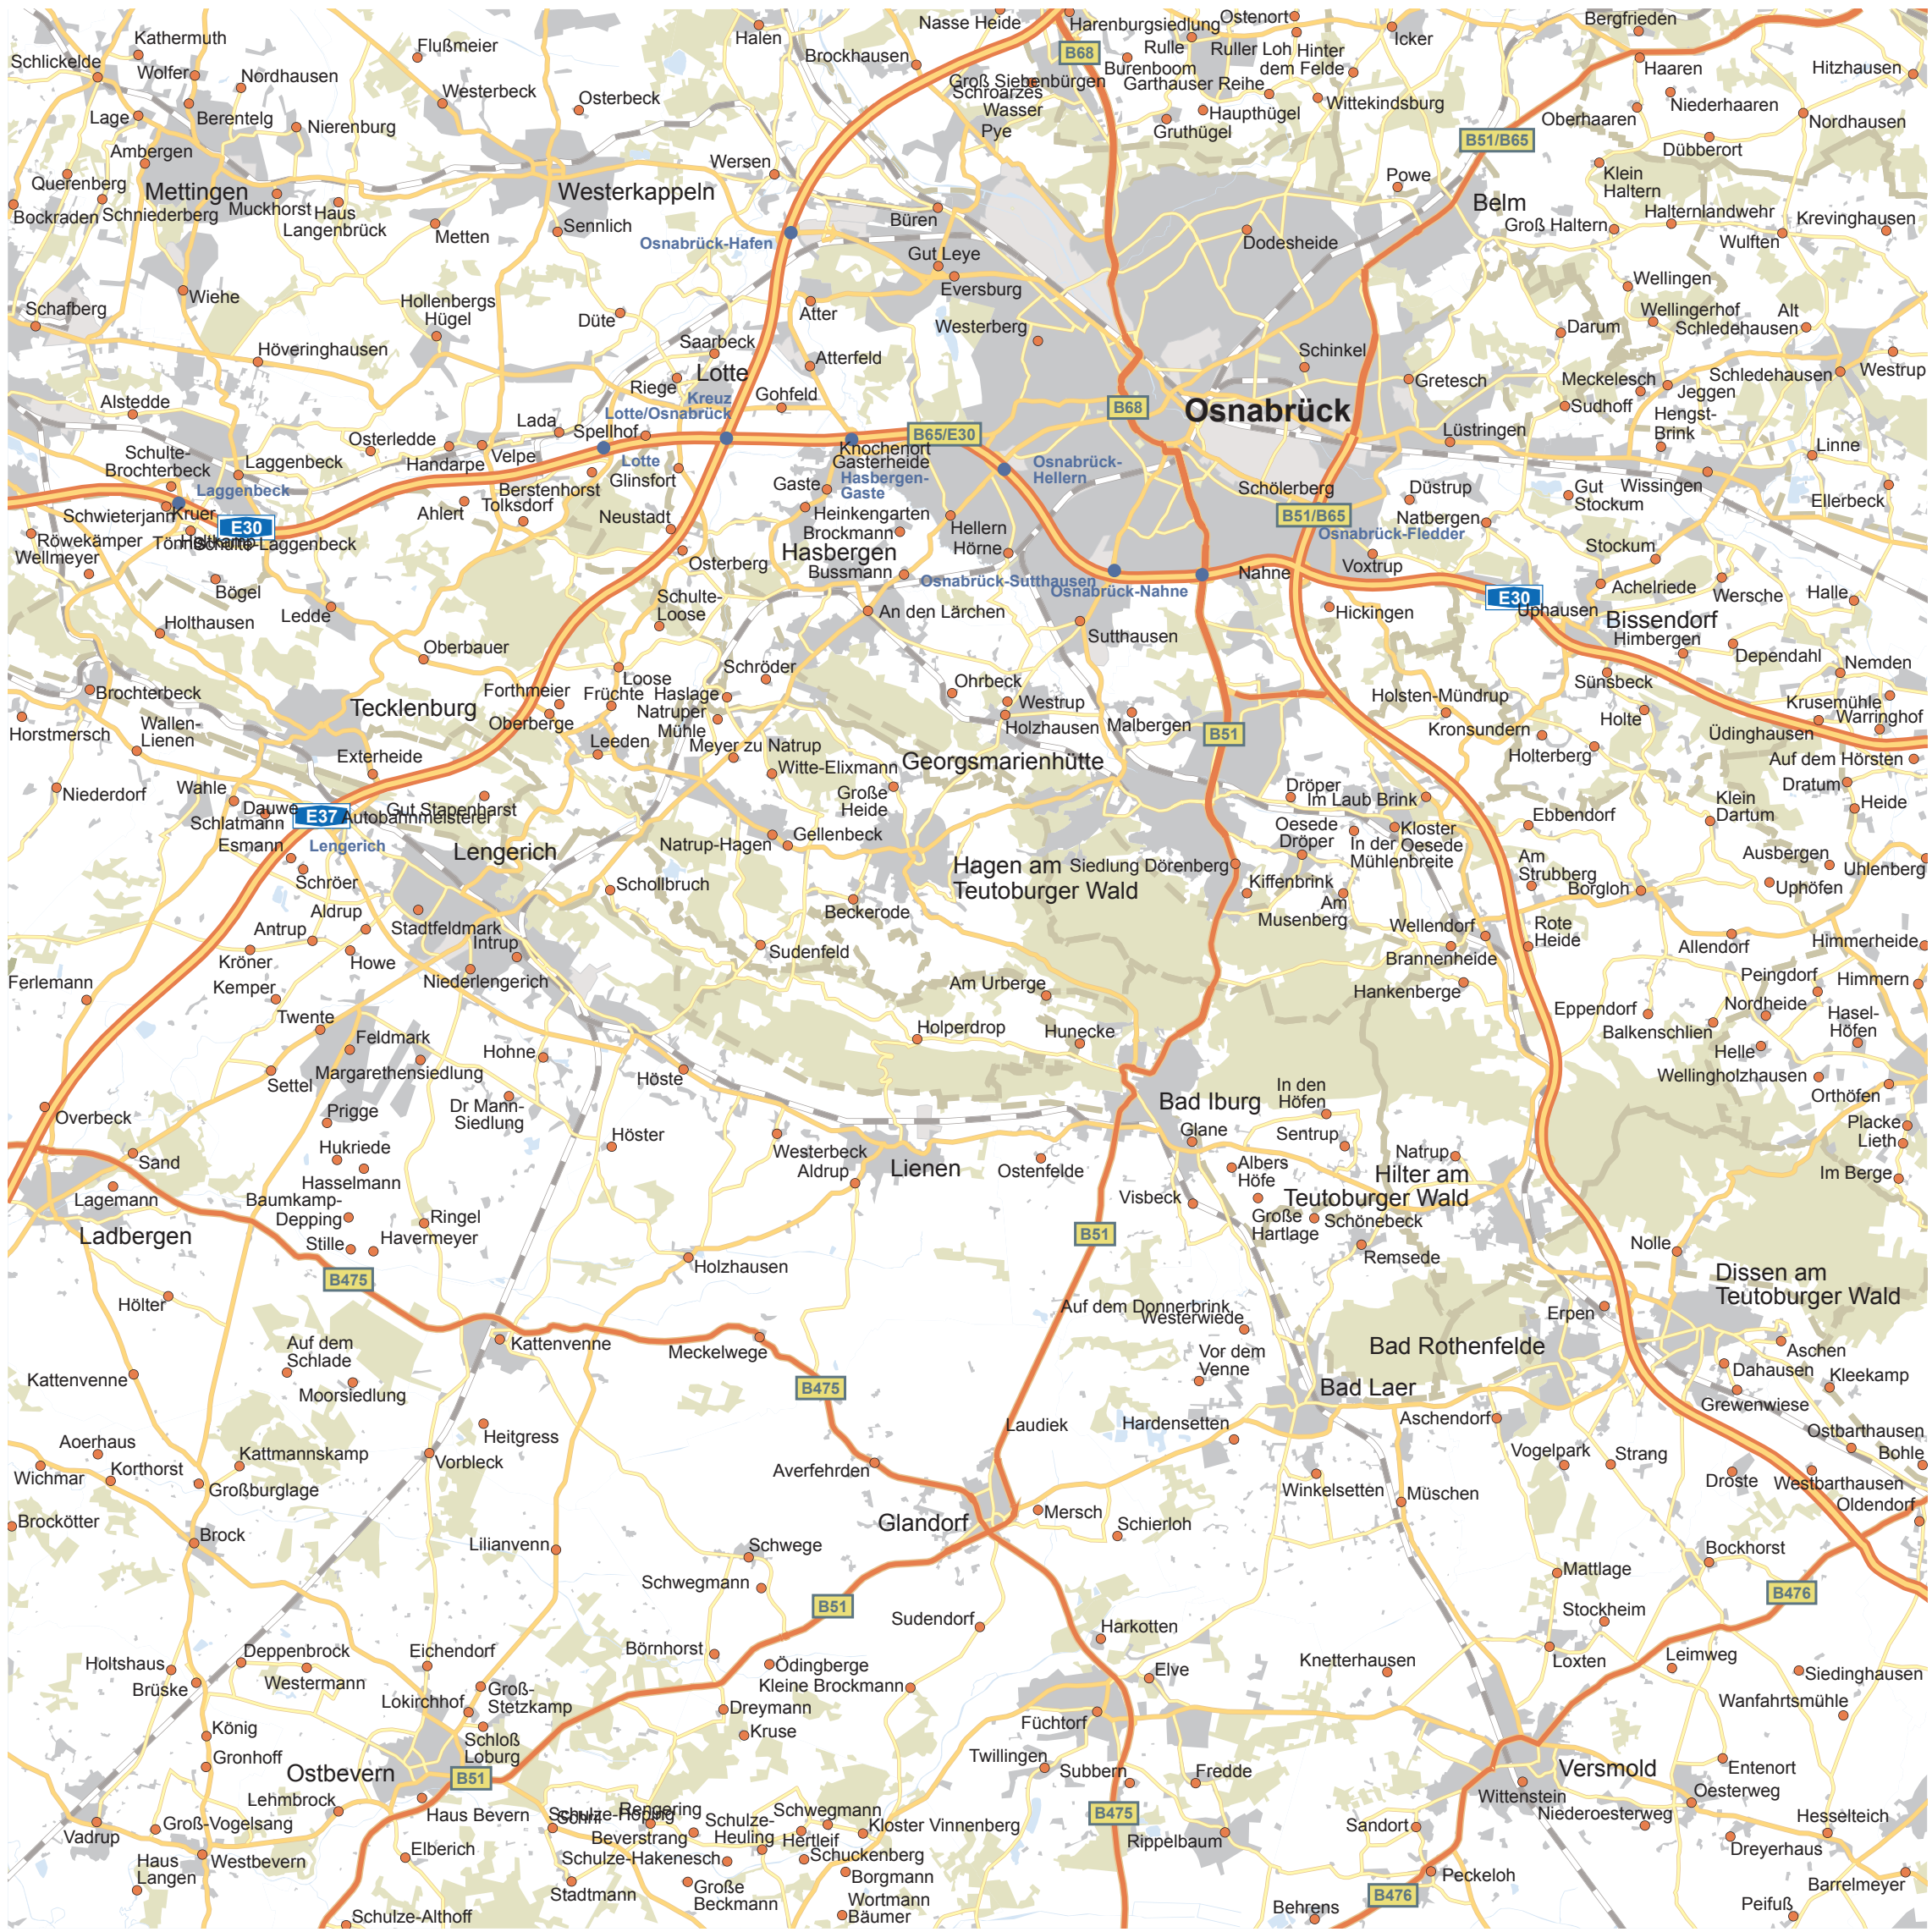 Nasse Heide
Harenburgsiedlung
Ostenort
Bergfrieden
Kathermuth
Flußmeier
Halen
Brockhausen
B68
Rulle
Ruller Loh
Hinter
dem Felde
Icker
Schlickelde
Wolfer
Nordhausen
Burenboom
Haaren
Hitzhausen
Westerbeck
Osterbeck
Groß Siebenbürgen
Schroarzes
Wasser
Garthauser Reihe
Wittekindsburg
Niederhaaren
Lage
Berentelg
Nierenburg
Haupthügel
Oberhaaren
Nordhausen
Pye
Gruthügel
B51/B65
Dübberort
Ambergen
Wersen
Klein
Haltern
Querenberg
Mettingen
Westerkappeln
Powe
Belm
Bockraden
Schniederberg
Muckhorst
Haus
Langenbrück
Metten
Sennlich
Büren
Halternlandwehr
Krevinghausen
Groß Haltern
Wulften
Osnabrück-Hafen
Dodesheide
Gut Leye
Eversburg
Wellingen
Wiehe
Schafberg
Hollenbergs
Hügel
Düte
Atter
Westerberg
Wellingerhof
Alt
Schledehausen
Darum
Höveringhausen
Saarbeck
Atterfeld
Schinkel
Lotte
Riege
Gohfeld
Gretesch
Meckelesch
Jeggen
Schledehausen
Westrup
Kreuz
Lotte/Osnabrück
B68
Osnabrück
Sudhoff
Hengst-
Brink
Alstedde
Lada
Spellhof
B65/E30
Lüstringen
Linne
Osterledde
Handarpe
Velpe
Knochenort
Gasterheide
Schulte-
Brochterbeck
Laggenbeck
Lotte
Glinsfort
Hasbergen-
Gaste
Osnabrück-
Hellern
Laggenbeck
Berstenhorst
Gaste
Schölerberg
Düstrup
Gut
Stockum
Wissingen
Ellerbeck
Schwieterjann
Kruer
E30
Ahlert
Tolksdorf
Neustadt
Heinkengarten
Hellern
B51/B65
Natbergen
Röwekämper
Schulte-Laggenbeck
Brockmann
Hörne
Osnabrück-Fledder
Stockum
Wellmeyer
Osterberg
Hasbergen
Bussmann
Osnabrück-Sutthausen
Osnabrück-Nahne
Nahne
Voxtrup
Achelriede
Wersche
Halle
Bögel
Ledde
Schulte-
Loose
An den Lärchen
Hickingen
E30
Uphausen
Bissendorf
Himbergen
Holthausen
Sutthausen
Dependahl
Nemden
Oberbauer
Loose
Schröder
Ohrbeck
Sünsbeck
Brochterbeck
Forthmeier
Früchte
Haslage
Westrup
Holsten-Mündrup
Krusemühle
Warringhof
Horstmersch
Wallen-
Lienen
Tecklenburg
Oberberge
Natruper
Mühle
Holzhausen
Malbergen
B51
Kronsundern
Holte
Üdinghausen
Leeden
Meyer zu Natrup
Holterberg
Auf dem Hörsten
Exterheide
Witte-Elixmann
Georgsmarienhütte
Niederdorf
Wahle
Dauwe
Schlatmann
E37
Gut Stapenharst
Autobahnmeisterei
Große
Heide
Dröper
Im Laub Brink
Dratum
Klein
Dartum
Heide
Ebbendorf
Esmann
Lengerich
Lengerich
Natrup-Hagen
Gellenbeck
Oesede
Dröper
Kloster
Oesede
In der
Mühlenbreite
Ausbergen
Uhlenberg
Schröer
Schollbruch
Hagen am
Teutoburger Wald
Siedlung Dörenberg
Am
Strubberg
Borgloh
Uphöfen
Kiffenbrink
Am
Musenberg
Aldrup
Stadtfeldmark
Beckerode
Wellendorf
Rote
Heide
Antrup
Intrup
Sudenfeld
Brannenheide
Allendorf
Himmerheide
Kröner
Howe
Niederlengerich
Ferlemann
Kemper
Am Urberge
Hankenberge
Peingdorf
Himmern
Twente
Holperdrop
Hunecke
Eppendorf
Nordheide
Balkenschlien
Hasel-
Höfen
Feldmark
Hohne
Helle
Settel
Margarethensiedlung
Höste
Wellingholzhausen
Orthöfen
Overbeck
Prigge
Dr Mann-
Siedlung
Bad Iburg
In den
Höfen
Placke
Lieth
Hukriede
Höster
Westerbeck
Glane
Sentrup
Sand
Aldrup
Lienen
Ostenfelde
Albers
Höfe
Natrup
Im Berge
Lagemann
Hasselmann
Hilter am
Teutoburger Wald
Baumkamp-
Depping
Ringel
Visbeck
Große
Hartlage
Schönebeck
Ladbergen
Stille
Havermeyer
B51
Remsede
Nolle
B475
Holzhausen
Dissen am
Teutoburger Wald
Hölter
Auf dem Donnerbrink
Westerwiede
Erpen
Auf dem
Schlade
Kattenvenne
Meckelwege
Bad Rothenfelde
Aschen
Kattenvenne
Vor dem
Venne
Dahausen
Kleekamp
Moorsiedlung
B475
Bad Laer
Grewenwiese
Heitgress
Laudiek
Hardensetten
Aschendorf
Ostbarthausen
Aoerhaus
Kattmannskamp
Vorbleck
Vogelpark
Strang
Bohle
Wichmar
Korthorst
Averfehrden
Droste
Westbarthausen
Großburglage
Winkelsetten
Müschen
Oldendorf
Brockötter
Brock
Glandorf
Mersch
Schierloh
Lilianvenn
Schwege
Bockhorst
Schwegmann
Mattlage
B51
B476
Sudendorf
Stockheim
Harkotten
Deppenbrock
Eichendorf
Börnhorst
Holtshaus
Westermann
Ödingberge
Elve
Knetterhausen
Loxten
Leimweg
Siedinghausen
Brüske
Lokirchhof
Groß-
Stetzkamp
Kleine Brockmann
Wanfahrtsmühle
König
Dreymann
Füchtorf
Schloß
Loburg
Kruse
Gronhoff
Twillingen
Ostbevern
B51
Subbern
Fredde
Versmold
Entenort
Lehmbrock
Wittenstein
Oesterweg
Haus Bevern
Schulze-Höping
Rengering
B475
Niederoesterweg
Hesselteich
Vadrup
Groß-Vogelsang
Beverstrang
Schulze-
Heuling
Schwegmann
Hertleif
Kloster Vinnenberg
Rippelbaum
Sandort
Dreyerhaus
Haus
Langen
Westbevern
Elberich
Schulze-Hakenesch
Schuckenberg
Stadtmann
Große
Beckmann
Borgmann
Peckeloh
Barrelmeyer
Wortmann
Bäumer
B476
Schulze-Althoff
Behrens
Peifuß